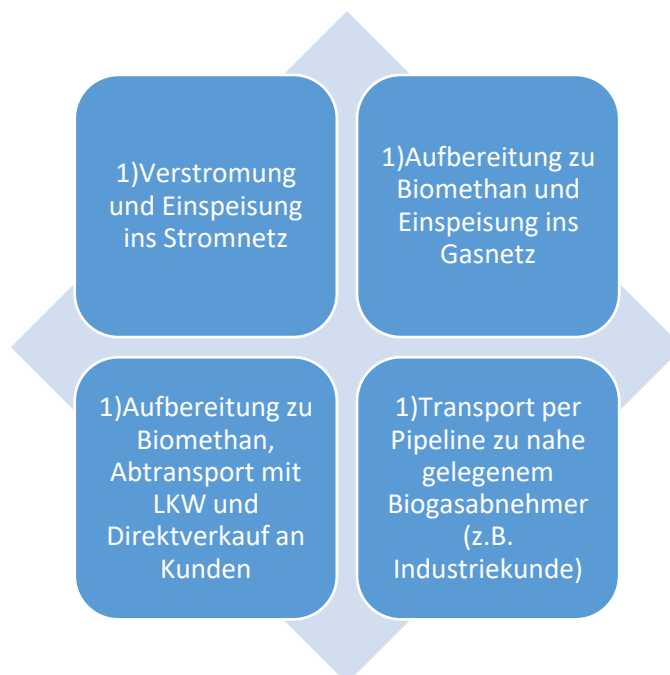 1)Verstromung
und Einspeisung
ins Stromnetz
1)Aufbereitung zu
Biomethan und
Einspeisung ins
Gasnetz
1)Aufbereitung zu
Biomethan,
Abtransport mit
LKW und
Direktverkauf an
Kunden
1)Transport per
Pipeline zu nahe
gelegenem
Biogasabnehmer
(z.B.
Industriekunde)